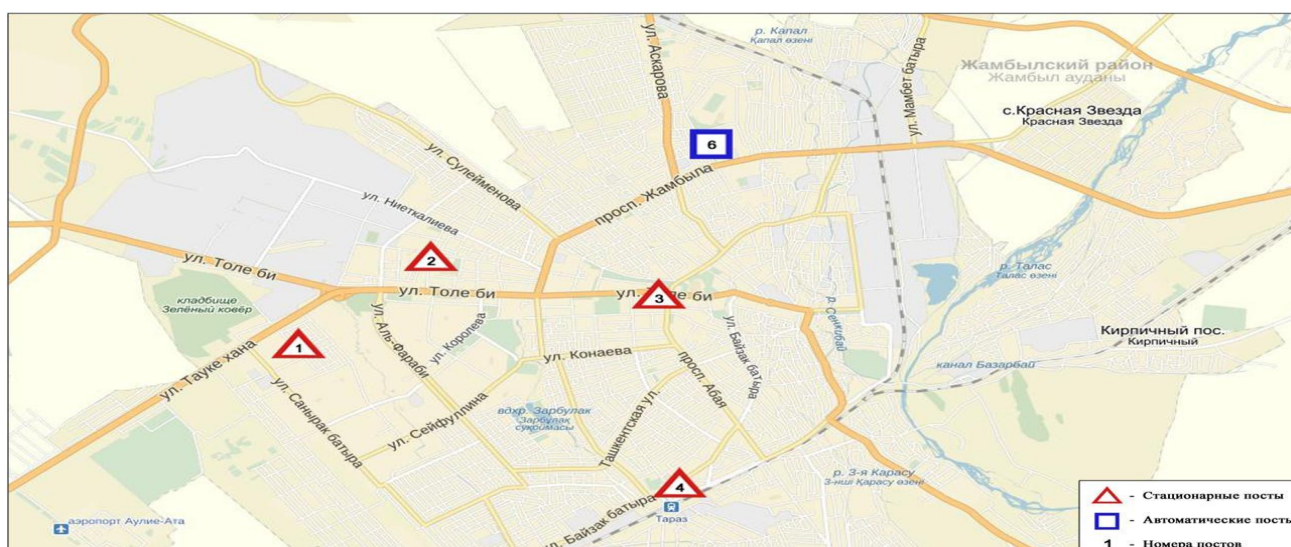 р. Капал
Қапал өзені
ул. Аскарова
Жамбылский район
Жамбыл ауданы
ул. Мамбет батыра
с.Красная Звезда
Красная Звезда
6
ул. Сулейменова
просп. Жамбыла
ул. Ниеткалиева
2
ул. Толе би
р. Талас
Талас өзені
кладбище
Зелёный ковёр
ул. Толе би
ул. Толе би
3
р. Сенкибай
Кирпичный пос.
Кирпичный
1
ул. Аль-Фараби
ул. Королева
ул. Конаева
ул. Байзак батыра
просп. Абая
канал Базарбай
ул. Тауке хана
ул. Санырак батыра
ул. Сейфуллина
вдхр. Зарбулак
Зарбұлақ
суқоймасы
Ташкентская ул.
р. 3-я Карасу
3-нші Қарасу өзені
4
ул. Байзак батыра
Тараз
аэропорт Аулие-Ата
- Стационарные посты
- Автоматические посты
1 - Номера постов